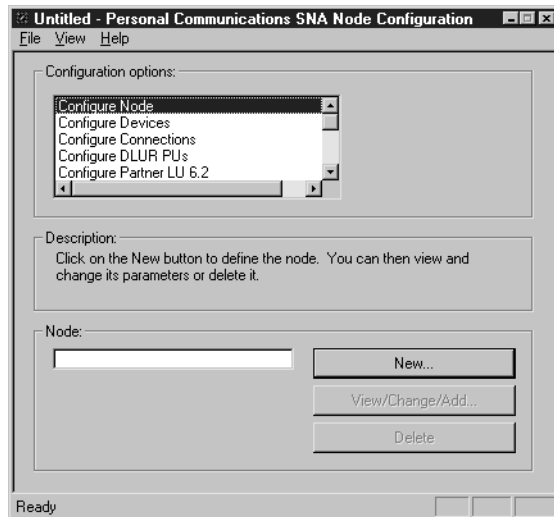 Untitled - Personal Communications SNA Node Configuration
File View Help
Configuration options:
Configure Node
Configure Devices
Configure Connections
Configure DLUR PUs
Configure Partner LU 6.2
Description:
Click on the New button to define the node. You can then view and
change its parameters or delete it.
Node:
New...
View/Change/Add...
Delete
Ready